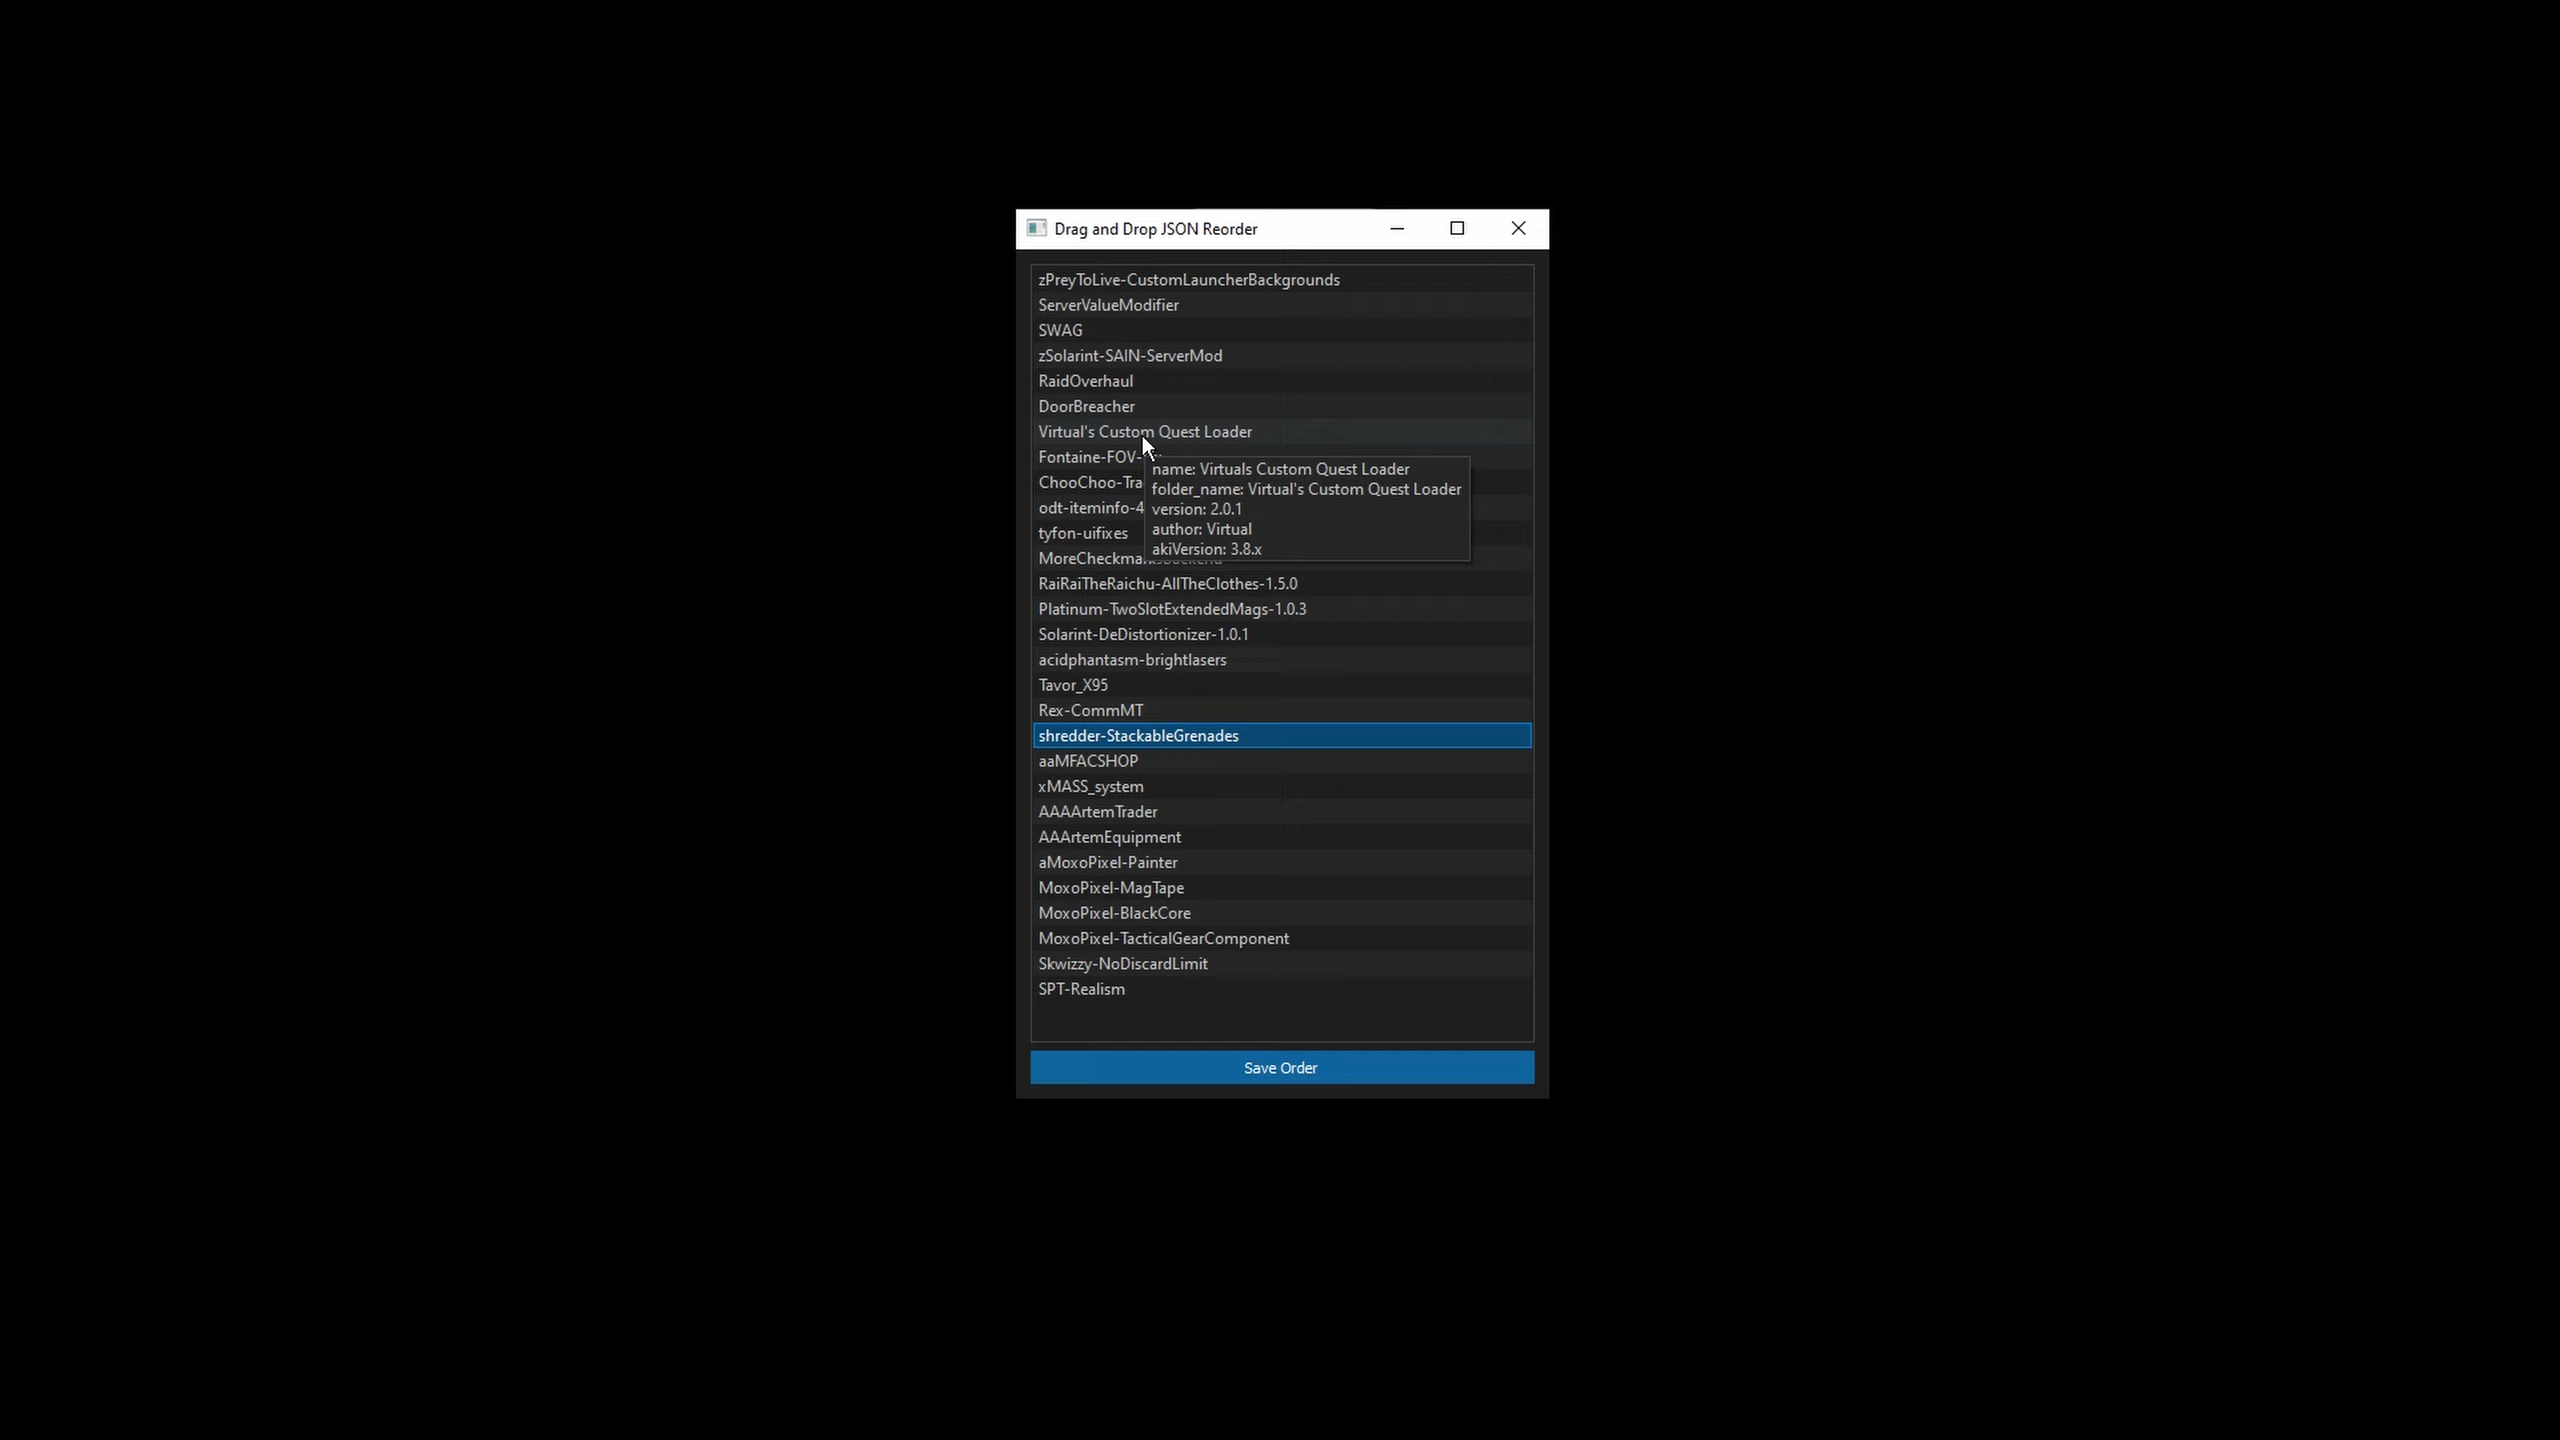 Drag and Drop JSON Reorder
zPreyToLive-CustomLauncherBackgrounds
ServerValueModifier
SWAG
zSolarint-SAIN-ServerMod
RaidOverhaul
DoorBreacher
Virtual's Custom Quest Loader
Fontaine-FOV-
ChooChoo-Tra
odt-iteminfo-4
tyfon-uifixes
MoreCheckmarksBackend
name: Virtuals Custom Quest Loader
folder_name: Virtual's Custom Quest Loader
version: 2.0.1
author: Virtual
akiVersion: 3.8.x
RaiRaiTheRaichu-AllTheClothes-1.5.0
Platinum-TwoSlotExtendedMags-1.0.3
Solarint-DeDistortionizer-1.0.1
acidphantasm-brightlasers
Tavor_X95
Rex-CommMT
shredder-StackableGrenades
aaMFACSHOP
xMASS_system
AAAArtemTrader
AAArtemEquipment
aMoxoPixel-Painter
MoxoPixel-MagTape
MoxoPixel-BlackCore
MoxoPixel-TacticalGearComponent
Skwizzy-NoDiscardLimit
SPT-Realism
Save Order